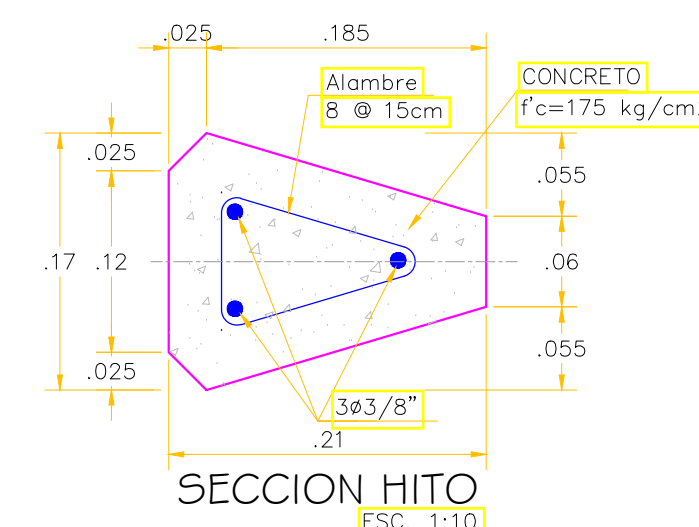 .025
.185
Alambre
8 @ 15cm
CONCRETO
f'c=175 kg/cm
.025
.055
.17
.12
.06
.055
.025
3ø3/8"
.21
SECCION HITO
ESC. 1:10